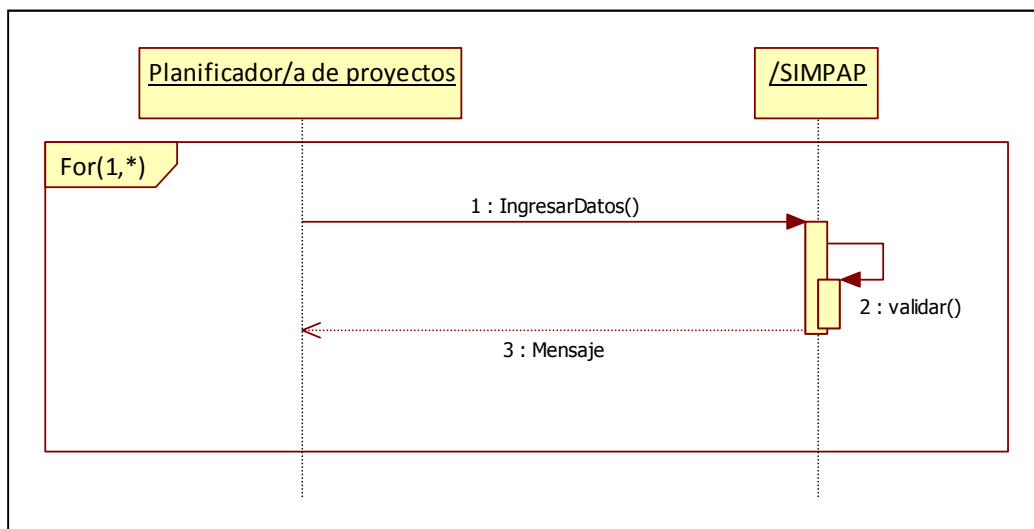 Planificador/a de proyectos
/SIMPAP
For(1,*)
1 : IngresarDatos()
2 : validar()
3 : Mensaje